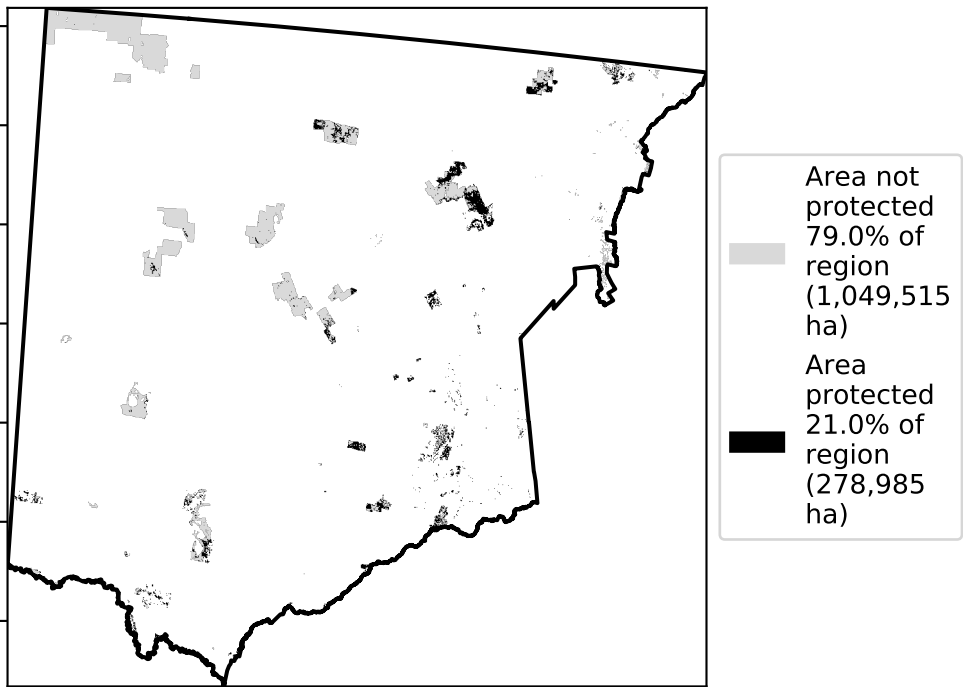 Area not
protected
79.0% of
region
(1,049,515
ha)
Area
protected
21.0% of
region
(278,985
ha)